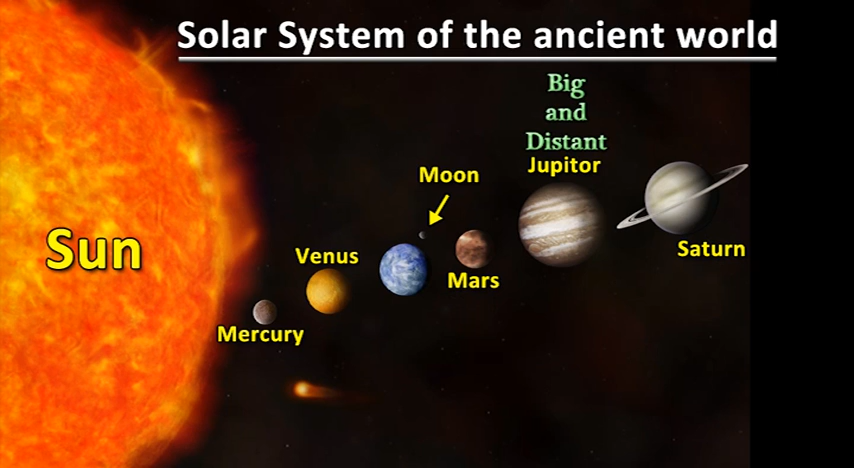 Solar System of the ancient world
Big
and
Distant
Jupitor
Moon
Sun
Venus
Mars
Saturn
Mercury